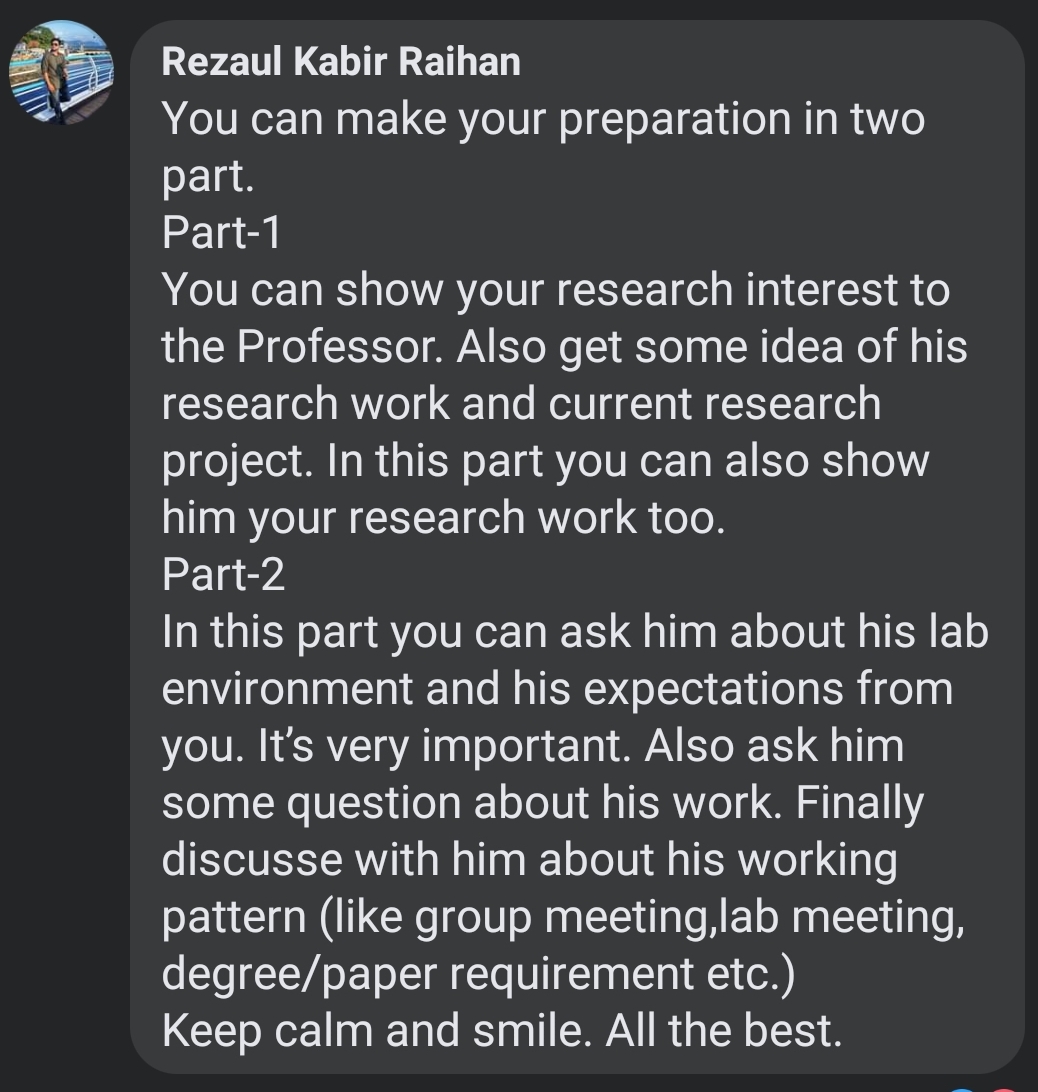 Rezaul Kabir Raihan
You can make your preparation in two
part.
Part-1
You can show your research interest to
the Professor. Also get some idea of his
research work and current research
project. In this part you can also show
him your research work too.
Part-2
In this part you can ask him about his lab
environment and his expectations from
you. It’s very important. Also ask him
some question about his work. Finally
discusse with him about his working
pattern (like group meeting,lab meeting,
degree/paper requirement etc.)
Keep calm and smile. All the best.